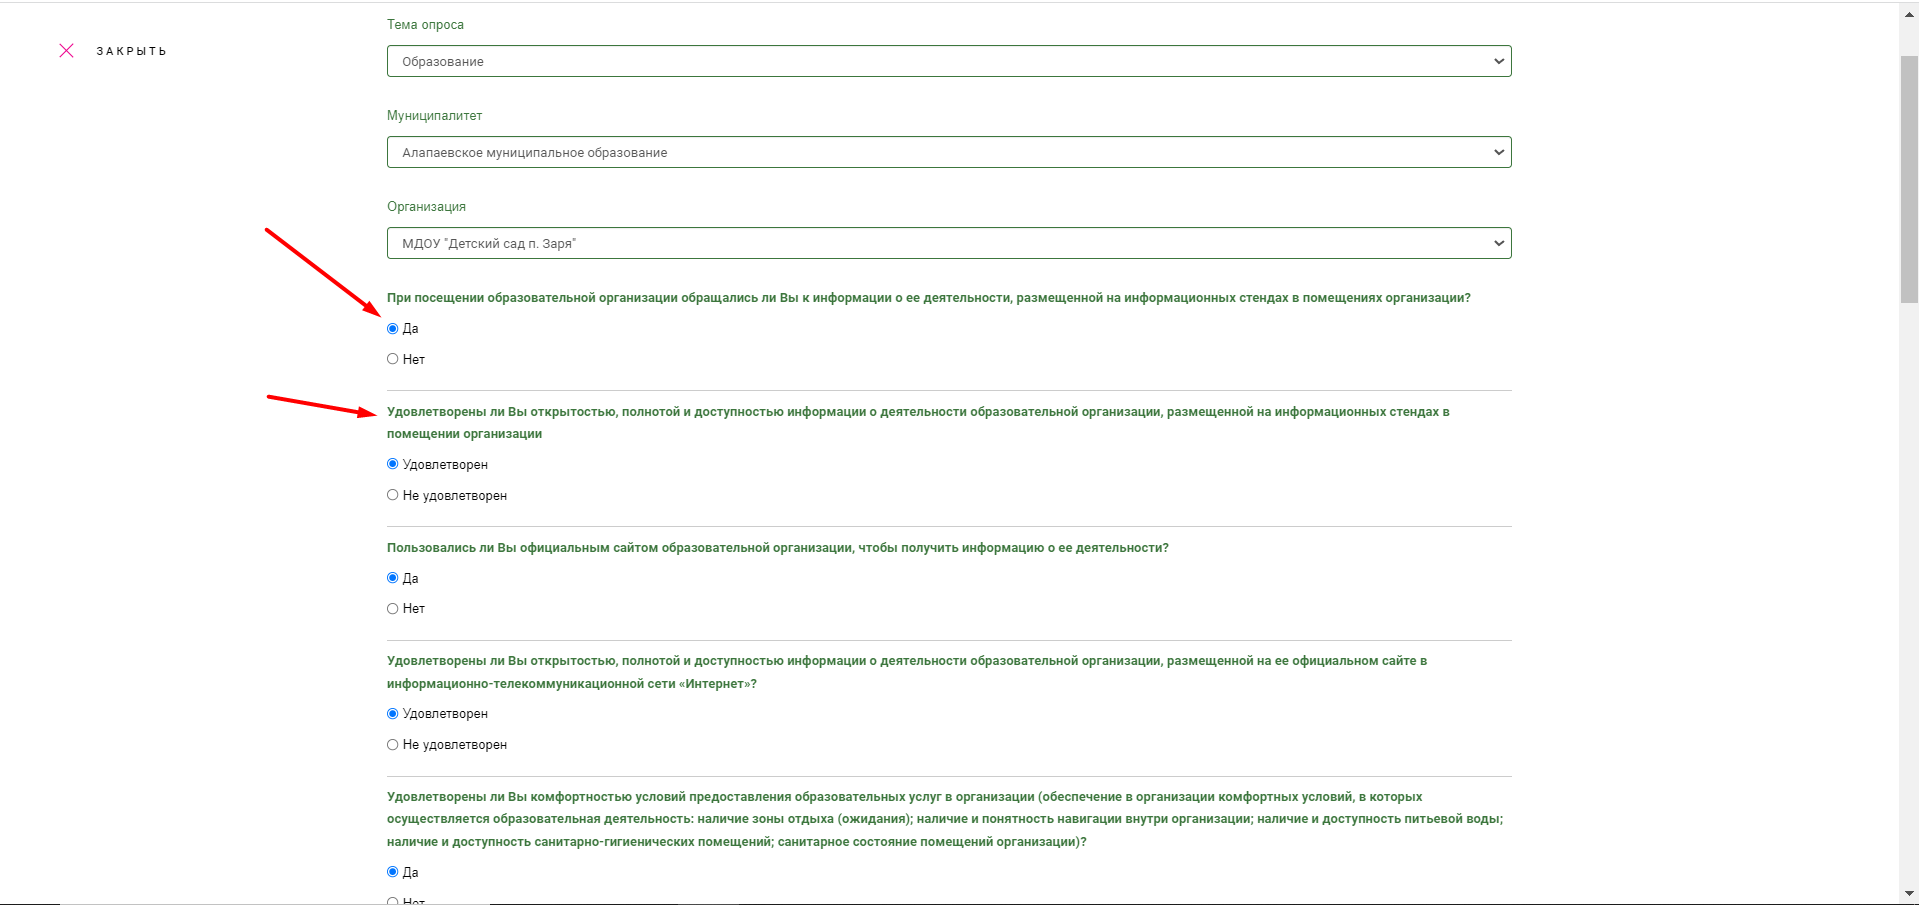 Тема опроса
ЗАКРЫТЬ
Образование
Муниципалитет
Алапаевское муниципальное образование
Организация
МДОУ "Детский сад п. Заря"
При посещении образовательной организации обращались ли Вы к информации о ее деятельности, размещенной на информационных стендах в помещениях организации?
Да
Нет
Удовлетворены ли Вы открытостью, полнотой и доступностью информации о деятельности образовательной организации, размещенной на информационных стендах в
помещении организации
Удовлетворен
Не удовлетворен
Пользовались ли Вы официальным сайтом образовательной организации, чтобы получить информацию о ее деятельности?
Да
Нет
Удовлетворены ли Вы открытостью, полнотой и доступностью информации о деятельности образовательной организации, размещенной на ее официальном сайте в
информационно-телекоммуникационной сети «Интернет»?
Удовлетворен
Не удовлетворен
Удовлетворены ли Вы комфортностью условий предоставления образовательных услуг в организации (обеспечение в организации комфортных условий, в которых
осуществляется образовательная деятельность: наличие зоны отдыха (ожидания); наличие и понятность навигации внутри организации; наличие и доступность питьевой воды;
наличие и доступность санитарно-гигиенических помещений; санитарное состояние помещений организации)?
Да
Нет